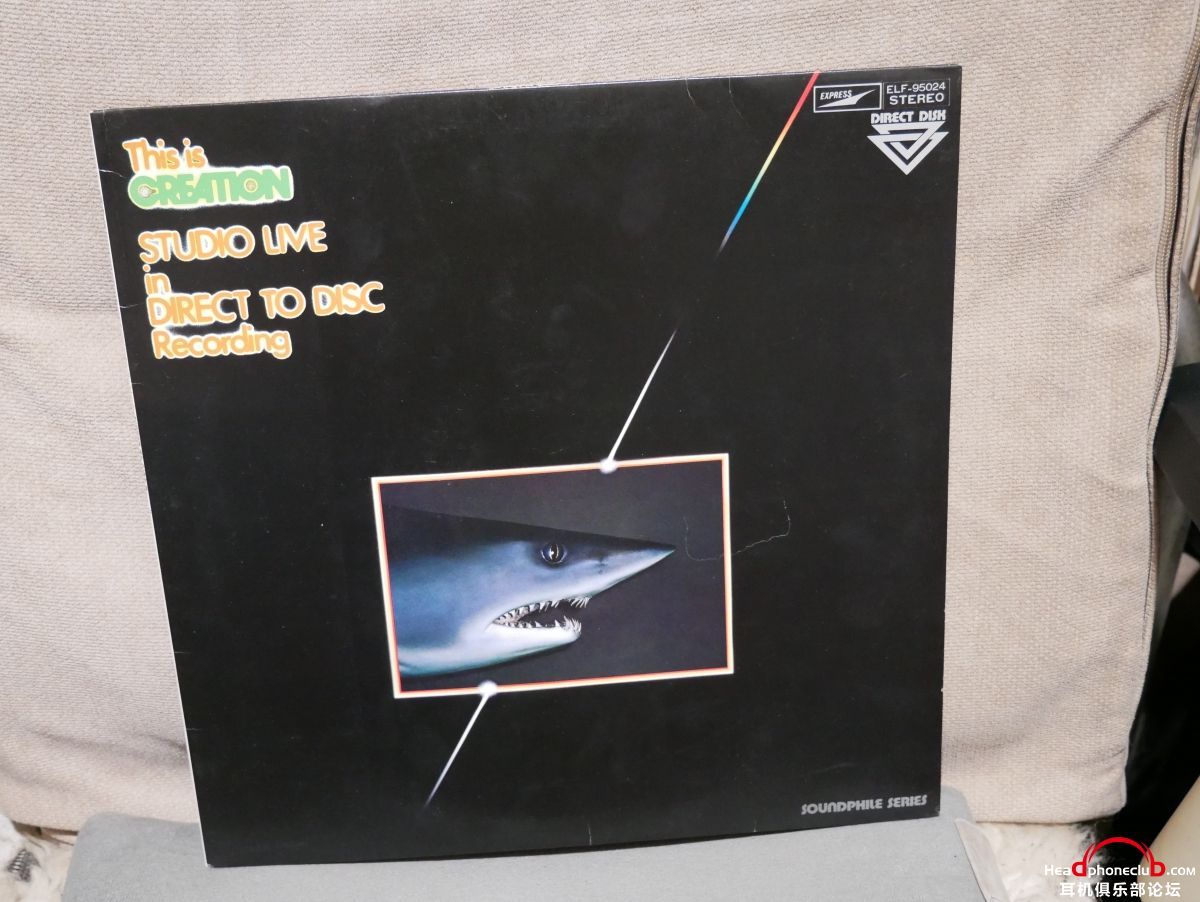 This is
CREATION
STUDIO LIVE
in
DIRECT TO DISC
Recording
EXPRESS
ELF-95024
STEREO
DIRECT DISK
SOUNDPHILE SERIES
Headphoneclub.com
耳机俱乐部论坛